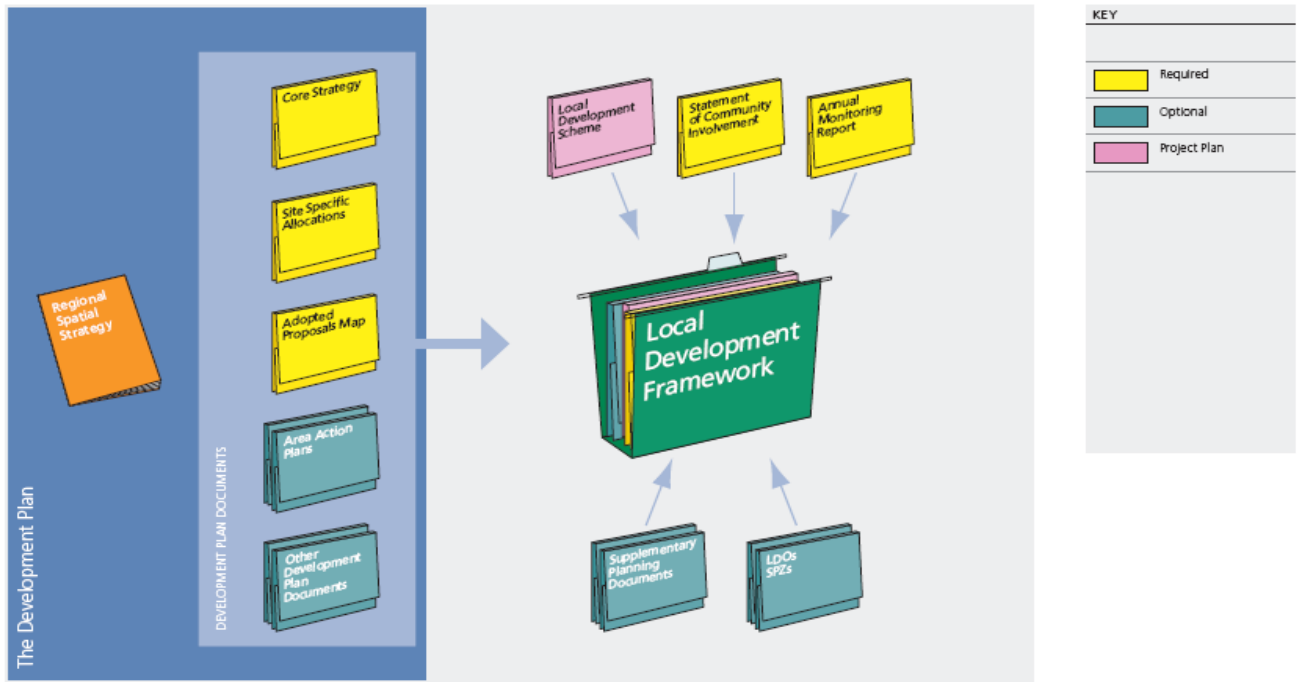 The Development Plan
Regional
Spatial
Strategy
DEVELOPMENT PLAN DOCUMENTS
Core Strategy
Site Specific
Allocations
Adopted
Proposals Map
Area Action
Plans
Other
Development
Plan
Documents
Local
Development
Scheme
Statement
of Community
Involvement
Annual
Monitoring
Report
Local
Development
Framework
Supplementary
Planning
Documents
LDOs
SPZs
KEY
Required
Optional
Project Plan